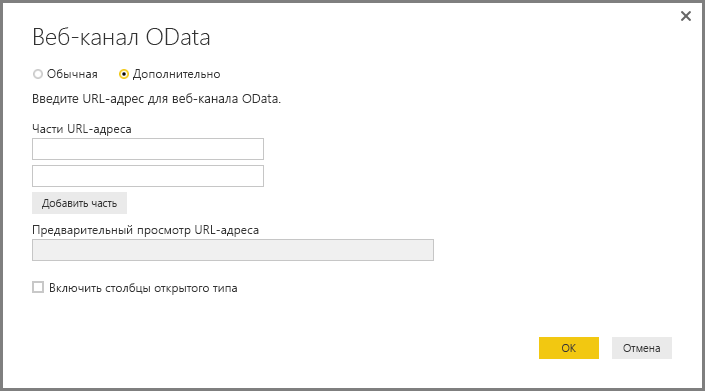 Веб-канал OData
Обычная Дополнительно
Введите URL-адрес для веб-канала OData.
Части URL-адреса
Добавить часть
Предварительный просмотр URL-адреса
Включить столбцы открытого типа
ОК Отмена